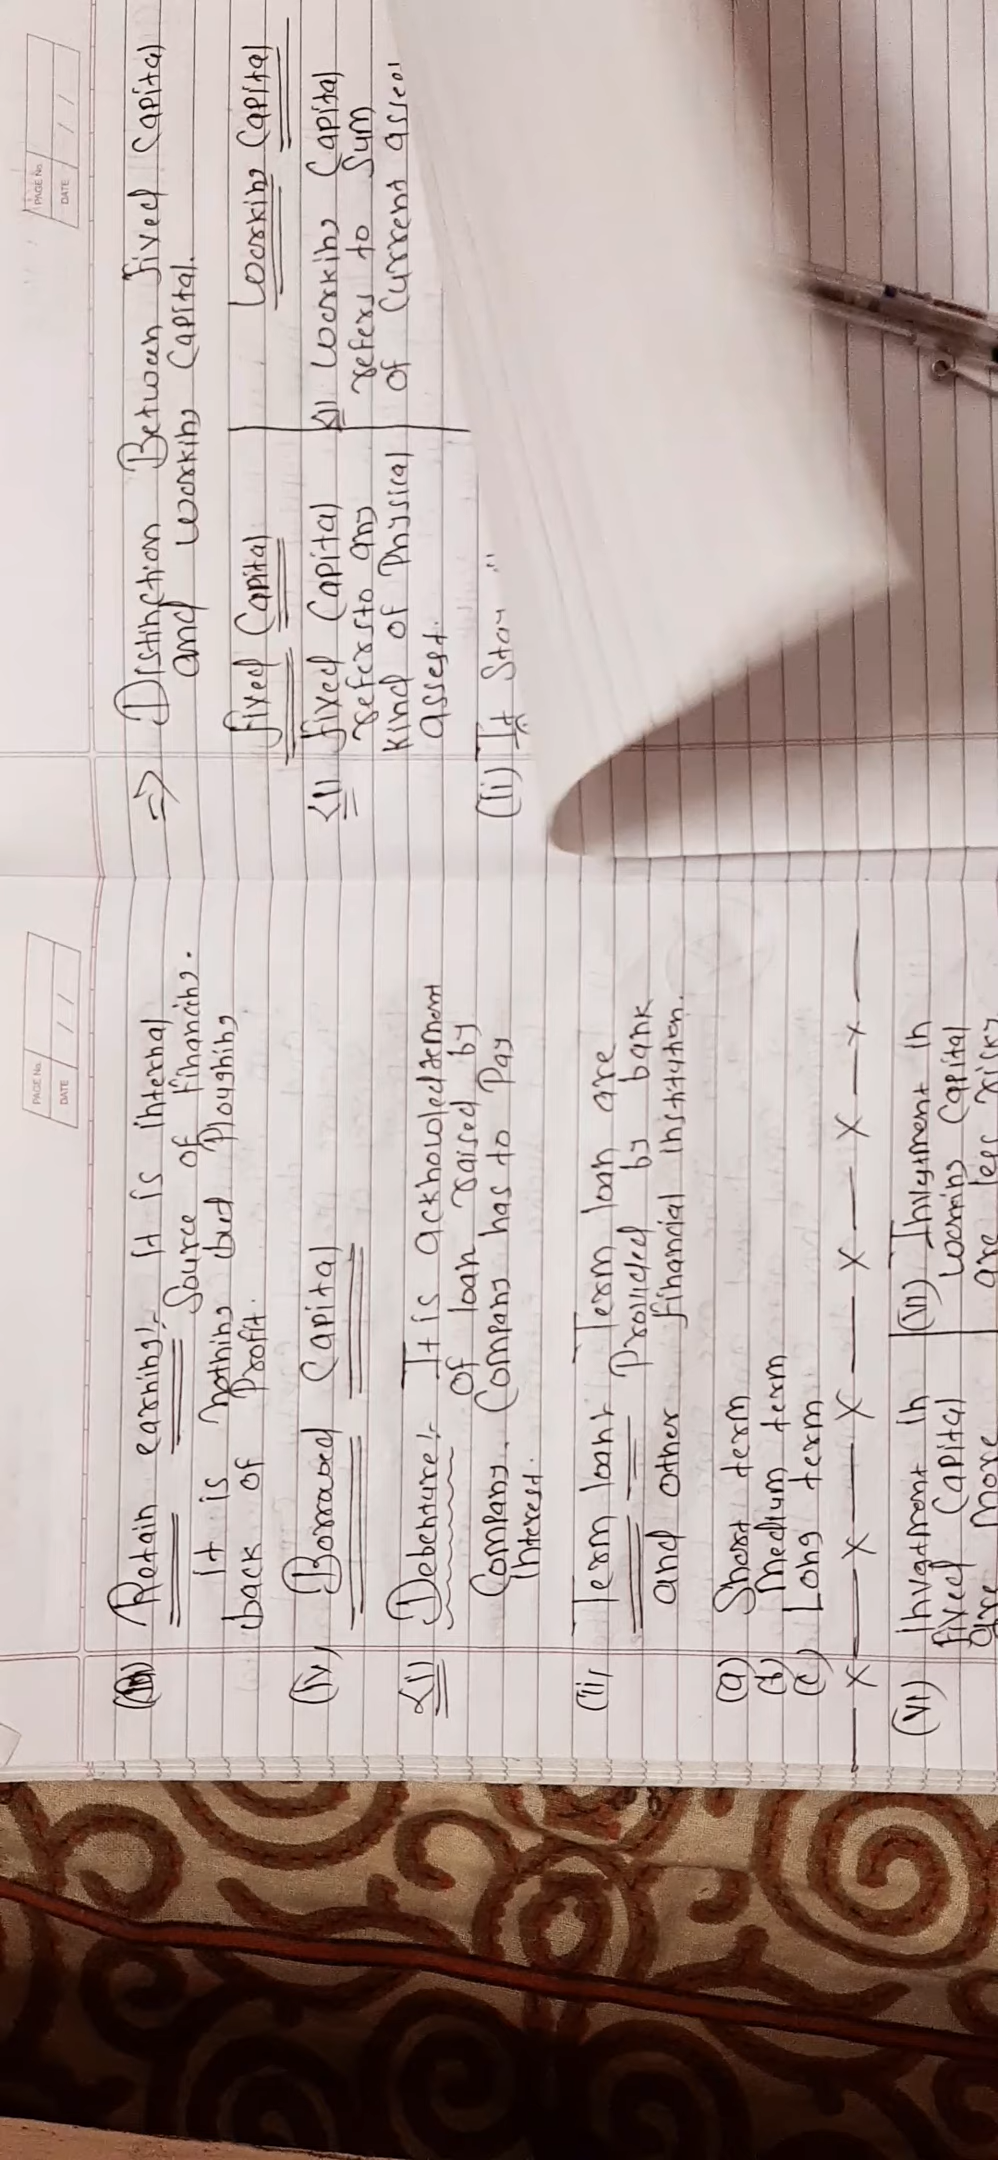 PAGE No.
DATE / /
(iii) Retain earning:- it is internal
Source of Financing.
it is nothing but Ploughing
back of Profit.
(iv) Borrowed Capital
(i) Debenture:- It is acknowledgement
of loan raised by
Company. Company has to Pay
Interest.
(ii) Term loan:- Term loan are
Provided by bank
and other financial institution.
(a) Short term
(b) Medium term
(c) Long term
x x x x x x
(vi) Invegtment in
fixed Capital
are more
(vi) Invegtment in
Capital
are less risky
PAGE No.
DATE / /
⇒ Distinction Between fixed Capital
and working Capital.
fixed Capital
Working Capital
(i) fixed Capital
refers to any
kind of Physical
assest.
(i) Working Capital
refers to Sum
of Current asset
(ii) It